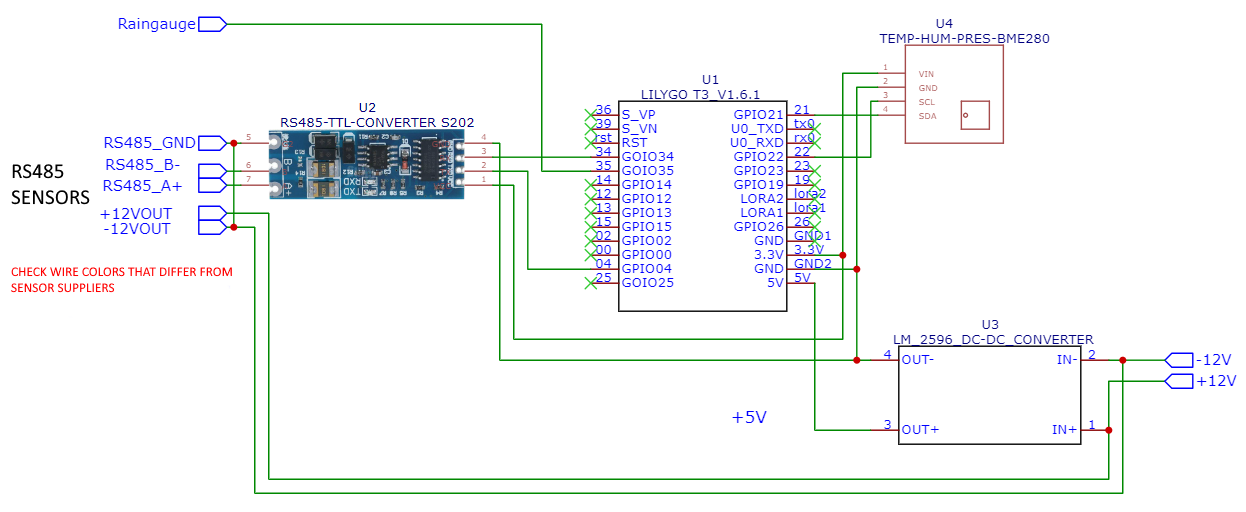 Raingauge
U4
TEMP-HUM-PRES-BME280
1 VIN
2 GND
3 SCL
4 SDA
U1
LILYGO T3_V1.6.1
36 S_VP
39 S_VN
rst RST
34 GOIO34
35 GOIO35
14 GPIO14
12 GPIO12
13 GPIO13
15 GPIO15
02 GPIO02
00 GPIO00
04 GPIO04
25 GOIO25
GPIO21 21
U0_TXD tx0
U0_RXD rx0
GPIO22 22
GPIO23 23
GPIO19 19
LORA2 lora2
LORA1 lora1
GPIO26 26
GND GND1
3.3V 3.3V
GND GND2
5V 5V
U2
RS485-TTL-CONVERTER S202
4
3
2
1
5
6
7
B-
A+
RXD
TXD
RS485_GND
RS485_B-
RS485_A+
+12VOUT
-12VOUT
RS485
SENSORS
CHECK WIRE COLORS THAT DIFFER FROM
SENSOR SUPPLIERS
U3
LM_2596_DC-DC_CONVERTER
4 OUT- IN- 2
3 OUT+ IN+ 1
-12V
+12V
+5V